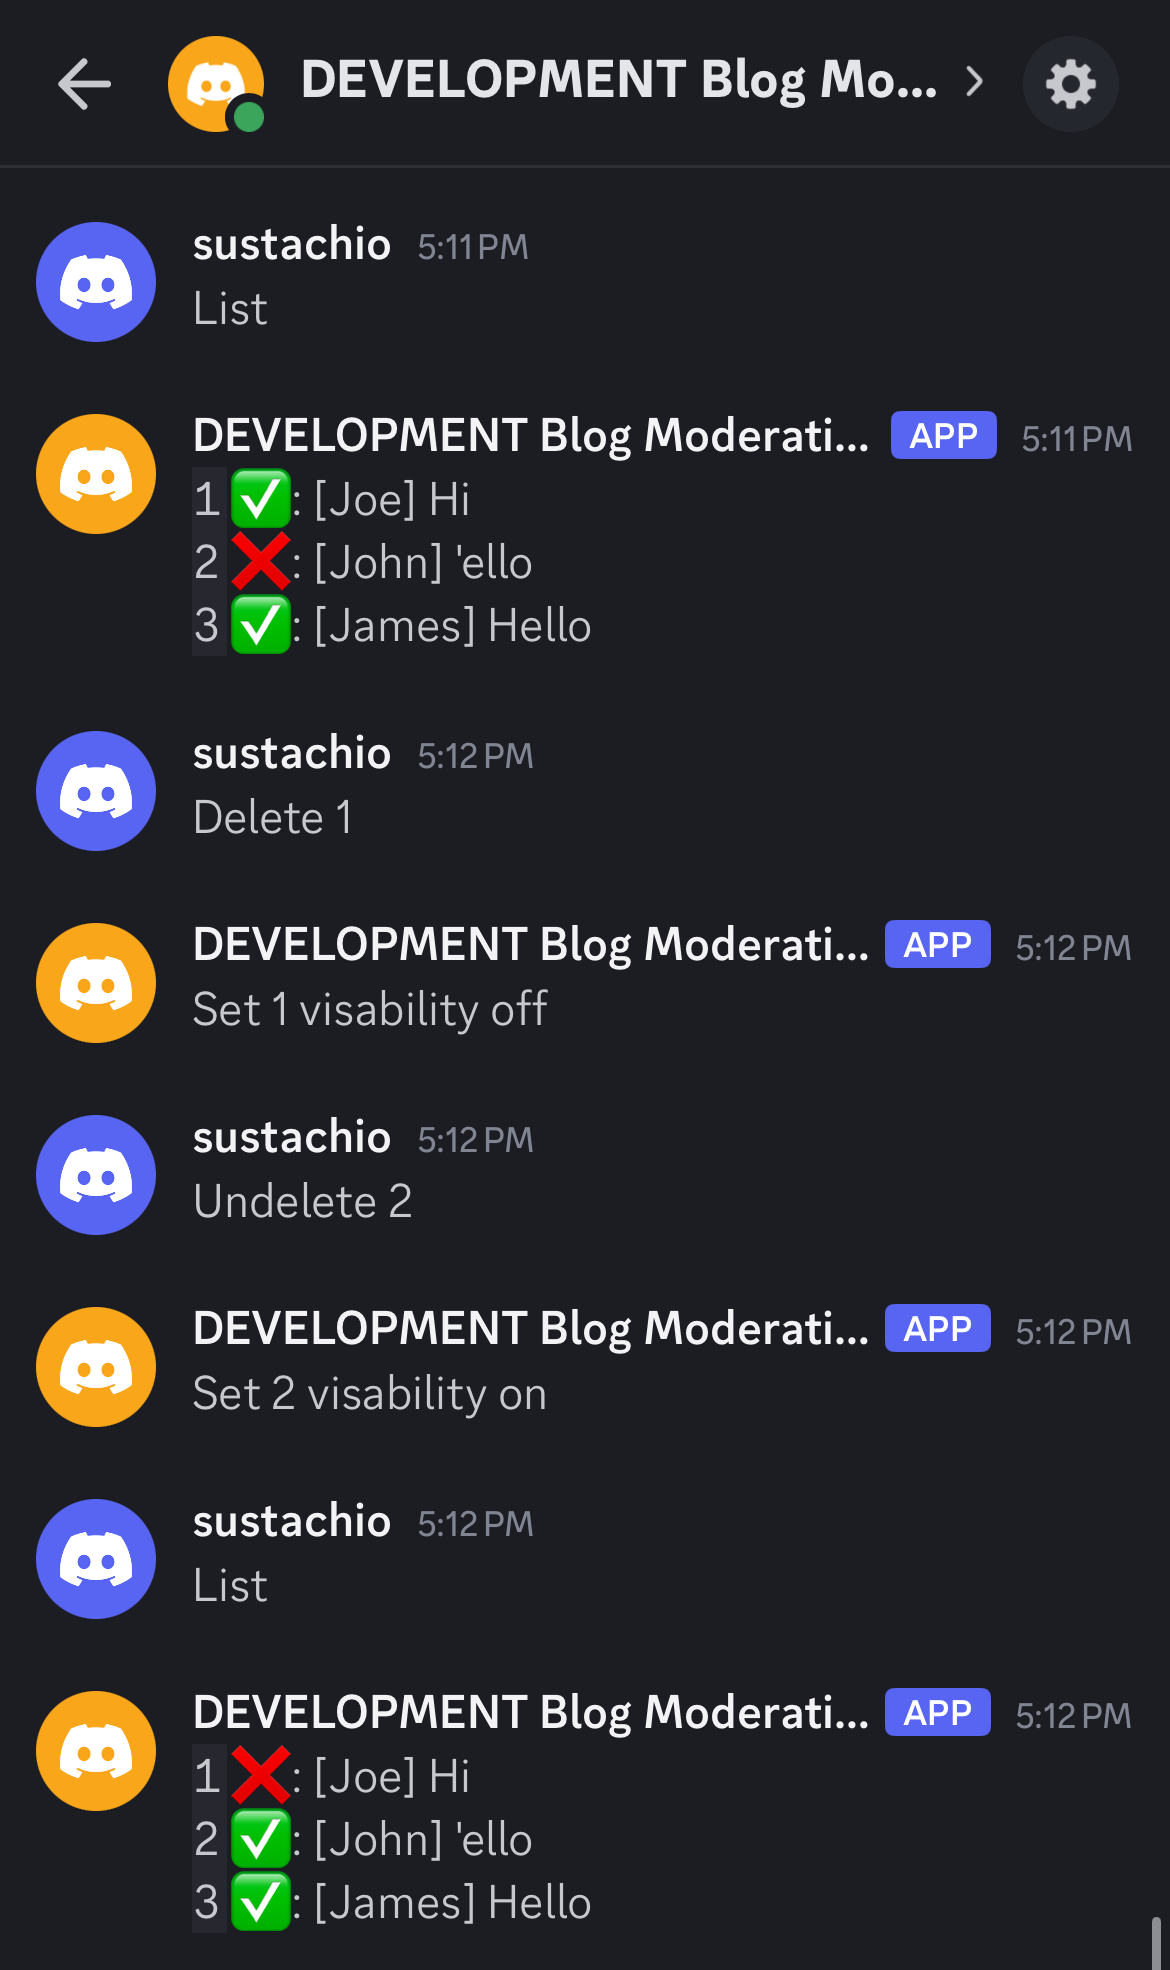 DEVELOPMENT Blog Mo...
sustachio 5:11 PM
List
DEVELOPMENT Blog Moderati... APP 5:11 PM
1 ✅: [Joe] Hi
2 ❌: [John] 'ello
3 ✅: [James] Hello
sustachio 5:12 PM
Delete 1
DEVELOPMENT Blog Moderati... APP 5:12 PM
Set 1 visability off
sustachio 5:12 PM
Undelete 2
DEVELOPMENT Blog Moderati... APP 5:12 PM
Set 2 visability on
sustachio 5:12 PM
List
DEVELOPMENT Blog Moderati... APP 5:12 PM
1 ❌: [Joe] Hi
2 ✅: [John] 'ello
3 ✅: [James] Hello